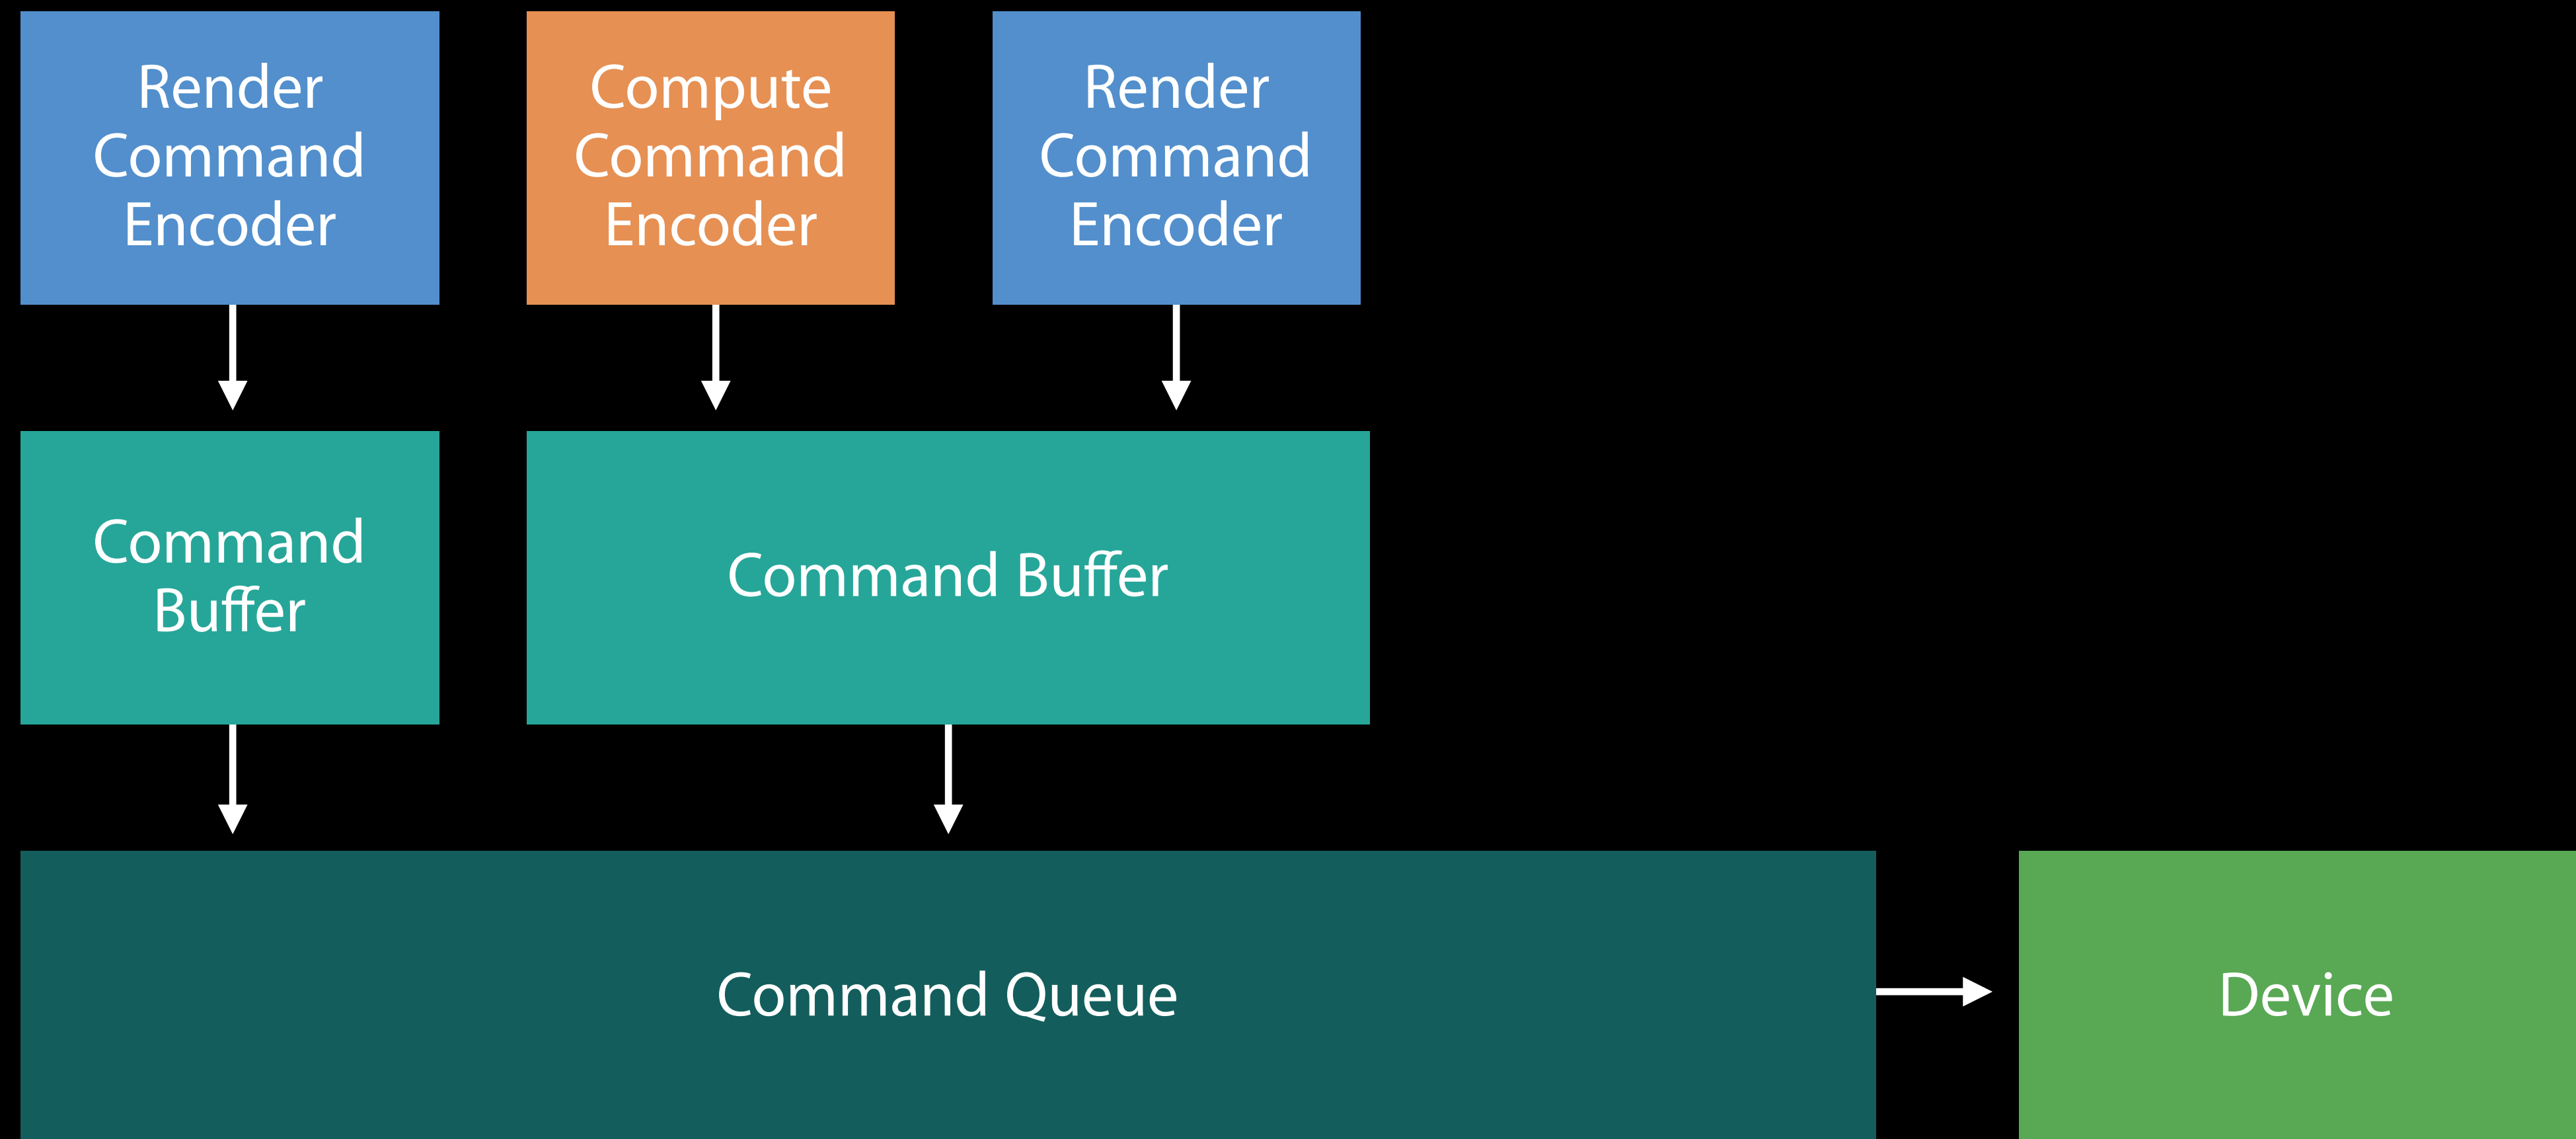 Render
Command
Encoder
Compute
Command
Encoder
Render
Command
Encoder
Command
Buffer
Command Buffer
Command Queue
Device